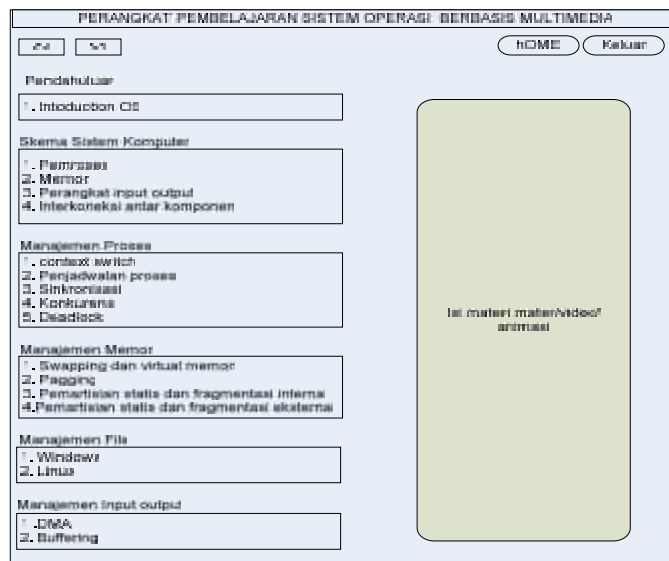 PERANGKAT PEMBELAJARAN SISTEM OPERASI BERBASIS MULTIMEDIA
hOME
Keluar
Pendahuluar
1. Intoduction OS
Skema Sistem Komputer
1. Pemroses
2. Memor
3. Perangkat input output
4. Interkoneksi antar komponen
Manajemen Proses
1. context switch
2. Penjadwalan proses
3. Sinkronisasi
4. Konkurens
5. Deadlock
Manajemen Memor
1. Swapping dan virtual memor
2. Pagging
3. Pemartisian statis dan fragmentasi internal
4.Pemartisian statis dan fragmentasi eksternal
Manajemen File
1. Windows
2. Linux
Manajemen Input output
1 .DMA
2. Buffering
Isi materi materi/video/
animasi